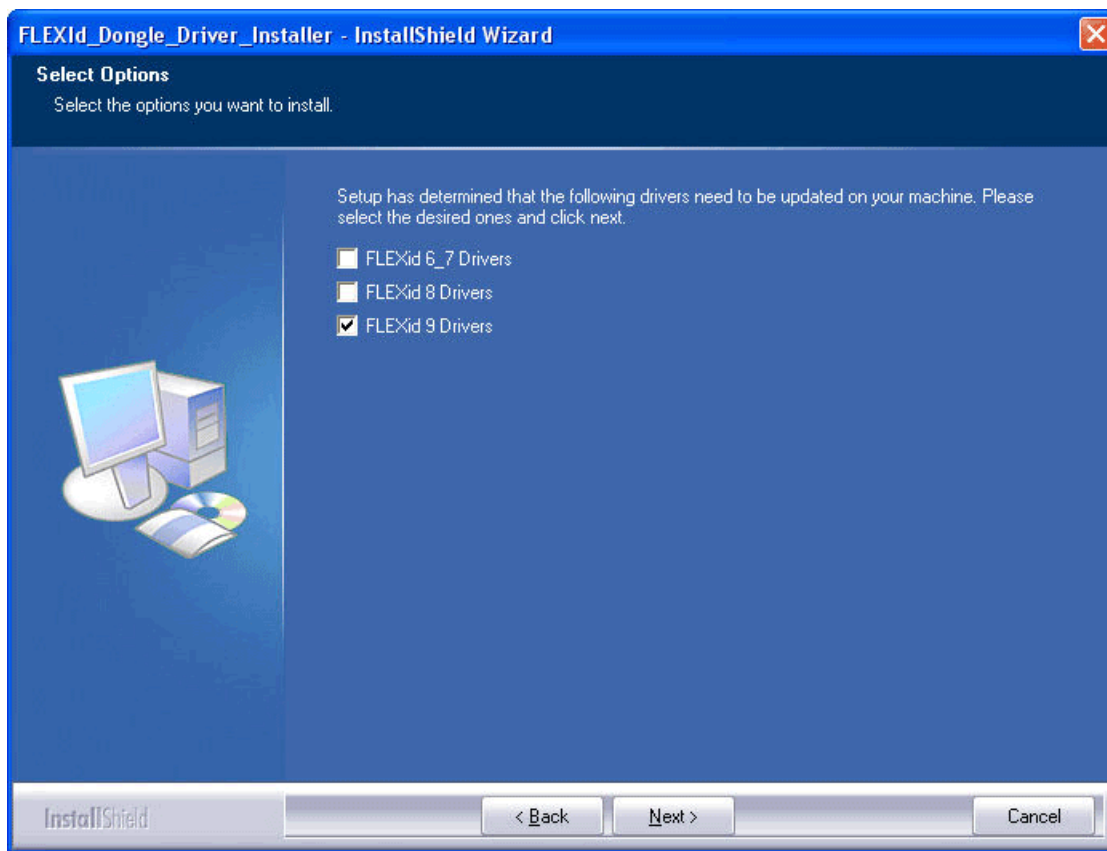 FLEXId_Dongle_Driver_Installer - InstallShield Wizard
Select Options
Select the options you want to install.
Setup has determined that the following drivers need to be updated on your machine. Please
select the desired ones and click next.
FLEXid 6_7 Drivers
FLEXid 8 Drivers
FLEXid 9 Drivers
InstallShield
< Back
Next >
Cancel